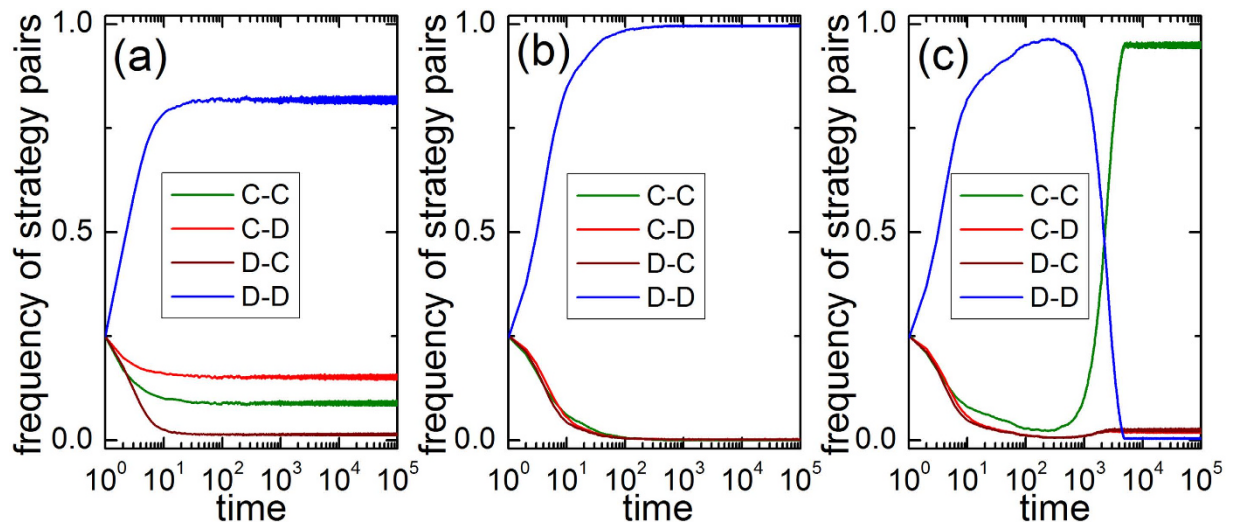 (a)
frequency of strategy pairs
1.0
0.5
0.0
C-C
C-D
D-C
D-D
10^0 10^1 10^2 10^3 10^4 10^5
time
(b)
frequency of strategy pairs
1.0
0.5
0.0
C-C
C-D
D-C
D-D
10^0 10^1 10^2 10^3 10^4 10^5
time
(c)
frequency of strategy pairs
1.0
0.5
0.0
C-C
C-D
D-C
D-D
10^0 10^1 10^2 10^3 10^4 10^5
time